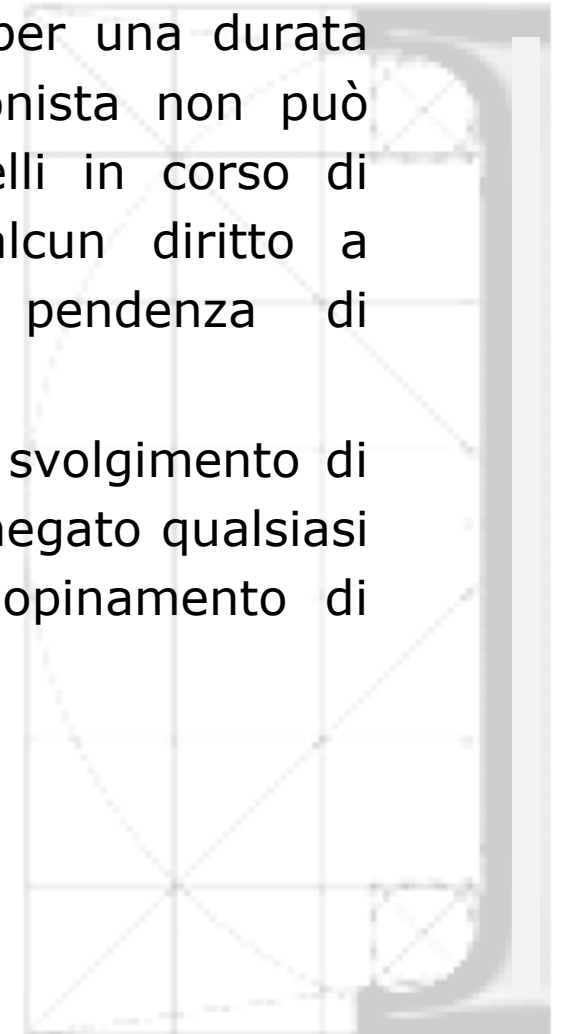 per una durata
onista non può
elli in corso di
alcun diritto a
pendenza di
svolgimento di
negato qualsiasi
opinamento di